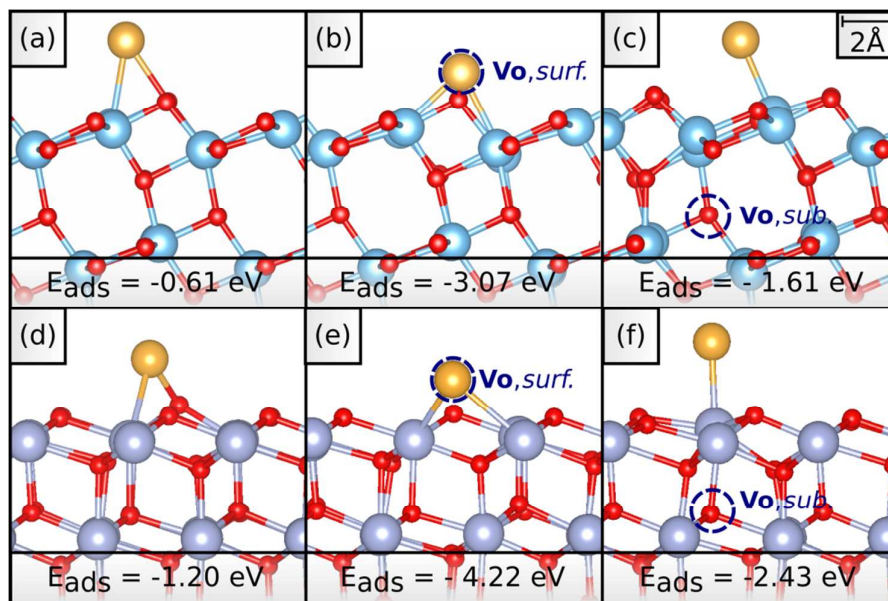 (a)
(b)
Vo,surf.
(c)
2Å
Vo,sub.
Eads = -0.61 eV
Eads = -3.07 eV
Eads = - 1.61 eV
(d)
(e)
Vo,surf.
(f)
Vo,sub.
Eads = -1.20 eV
Eads = - 4.22 eV
Eads = -2.43 eV